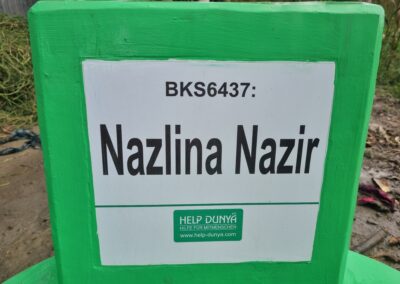 BKS6437:
Nazlina Nazir
HELP DUNYA
HILFE FÜR MITMENSCHEN
www.help-dunya.com